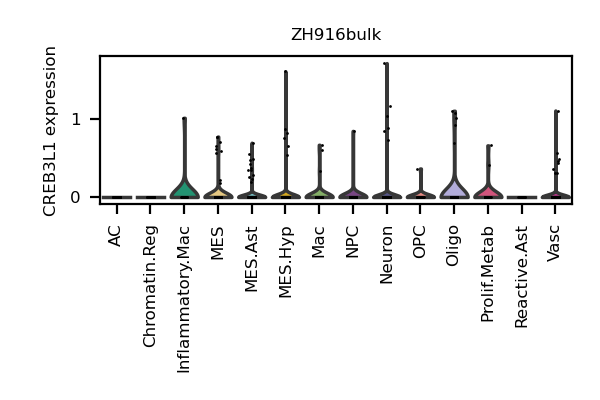 ZH916bulk
CREB3L1 expression
1
0
AC
Chromatin.Reg
Inflammatory.Mac
MES
MES.Ast
MES.Hyp
Mac
NPC
Neuron
OPC
Oligo
Prolif.Metab
Reactive.Ast
Vasc